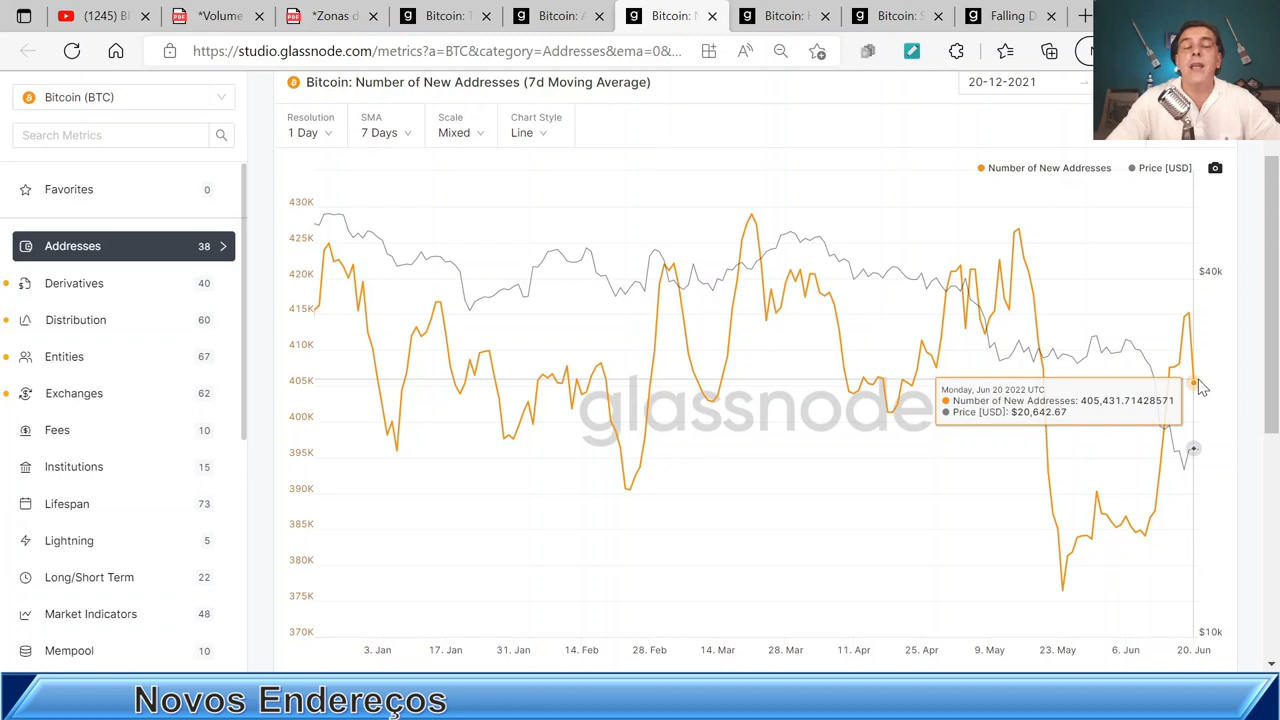 (1245) B
*Volume
*Zonas d
Bitcoin: T
Bitcoin: A
Bitcoin: N
Bitcoin: H
Bitcoin: S
Falling D
https://studio.glassnode.com/metrics?a=BTC&category=Addresses&ema=0&...
Bitcoin (BTC)
Search Metrics
Favorites 0
Addresses 38
Derivatives 40
Distribution 60
Entities 67
Exchanges 62
Fees 10
Institutions 15
Lifespan 73
Lightning 5
Long/Short Term 22
Market Indicators 48
Mempool 10
Bitcoin: Number of New Addresses (7d Moving Average)
20-12-2021
Resolution
1 Day
SMA
7 Days
Scale
Mixed
Chart Style
Line
Number of New Addresses
Price [USD]
430K
425K
420K
415K
410K
405K
400K
395K
390K
385K
380K
375K
370K
$40k
$10k
glassnode
Monday, Jun 20 2022 UTC
Number of New Addresses: 405,431.71428571
Price [USD]: $20,642.67
3. Jan
17. Jan
31. Jan
14. Feb
28. Feb
14. Mar
28. Mar
11. Apr
25. Apr
9. May
23. May
6. Jun
20. Jun
Novos Endereços